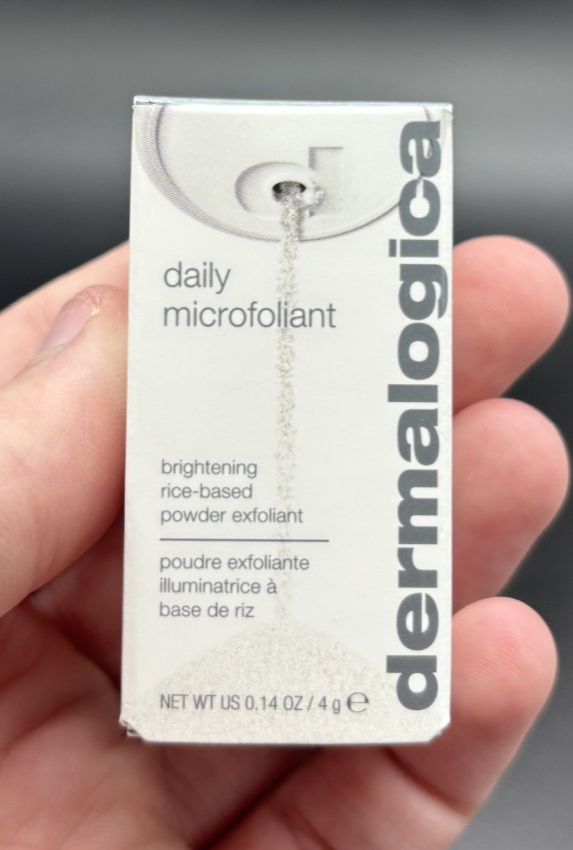 daily
microfoliant
brightening
rice-based
powder exfoliant
poudre exfoliante
illuminatrice à
base de riz
NET WT US 0.14 OZ / 4 g e
dermalogica
d